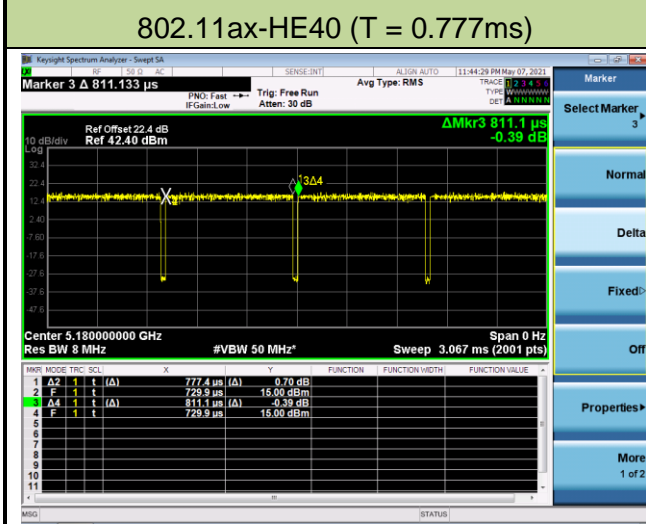 802.11ax-HE40 (T = 0.777ms)
Keysight Spectrum Analyzer - Swept SA
RF 50 Ω AC SENSE:INT ALIGN AUTO 11:44:29 PM May 07, 2021
Marker 3 Δ 811.133 µs
PNO: Fast
IFGain:Low
Trig: Free Run
Atten: 30 dB
Avg Type: RMS
TRACE 1 2 3 4 5 6
TYPE WWWWWW
DET A N N N N N
Ref Offset 22.4 dB
10 dB/div Ref 42.40 dBm
Log
ΔMkr3 811.1 µs
-0.39 dB
32.4
22.4
12.4
2.40
-7.60
-17.6
-27.6
-37.6
-47.6
3Δ4
Center 5.180000000 GHz Span 0 Hz
Res BW 8 MHz #VBW 50 MHz* Sweep 3.067 ms (2001 pts)
MKR MODE TRC SCL X Y FUNCTION FUNCTION WIDTH FUNCTION VALUE
1 Δ2 1 t (Δ) 777.4 µs (Δ) 0.70 dB
2 F 1 t 729.9 µs 15.00 dBm
3 Δ4 1 t (Δ) 811.1 µs (Δ) -0.39 dB
4 F 1 t 729.9 µs 15.00 dBm
5
6
7
8
9
10
11
MSG STATUS
Marker
Select Marker
3
Normal
Delta
Fixed
Off
Properties
More
1 of 2